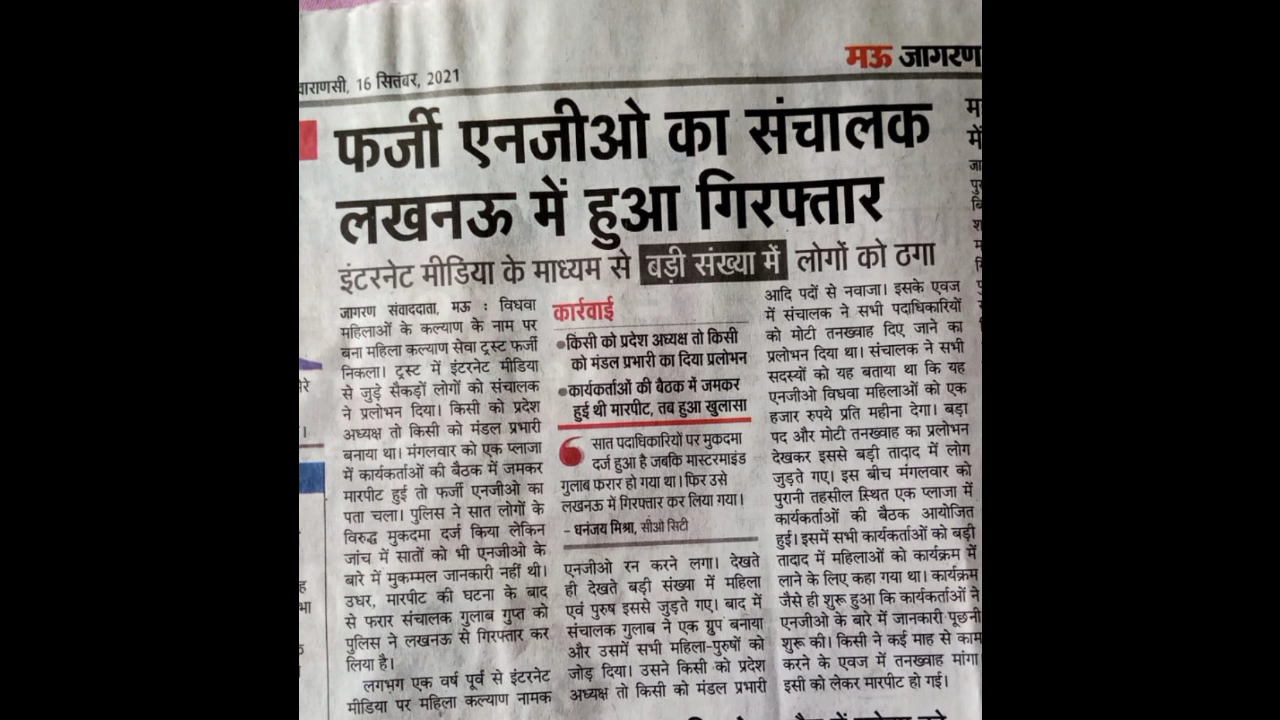 वाराणसी, 16 सितंबर, 2021
मऊ जागरण
फर्जी एनजीओ का संचालक
लखनऊ में हुआ गिरफ्तार
इंटरनेट मीडिया के माध्यम से बड़ी संख्या में लोगों को ठगा
जागरण संवाददाता, मऊ : विधवा
महिलाओं के कल्याण के नाम पर
बना महिला कल्याण सेवा ट्रस्ट फर्जी
निकला। ट्रस्ट में इंटरनेट मीडिया
से जुड़े सैकड़ों लोगों को संचालक
ने प्रलोभन दिया। किसी को प्रदेश
अध्यक्ष तो किसी को मंडल प्रभारी
बनाया था। मंगलवार को एक प्लाजा
में कार्यकर्ताओं की बैठक में जमकर
मारपीट हुई तो फर्जी एनजीओ का
पता चला। पुलिस ने सात लोगों के
विरुद्ध मुकदमा दर्ज किया लेकिन
जांच में सातों को भी एनजीओ के
बारे में मुकम्मल जानकारी नहीं थी।
उधर, मारपीट की घटना के बाद
से फरार संचालक गुलाब गुप्त को
पुलिस ने लखनऊ से गिरफ्तार कर
लिया है।
लगभग एक वर्ष पूर्व से इंटरनेट
मीडिया पर महिला कल्याण नामक
कार्रवाई
●किसी को प्रदेश अध्यक्ष तो किसी
को मंडल प्रभारी का दिया प्रलोभन
●कार्यकर्ताओं की बैठक में जमकर
हुई थी मारपीट, तब हुआ खुलासा
सात पदाधिकारियों पर मुकदमा
दर्ज हुआ है जबकि मास्टरमाइंड
गुलाब फरार हो गया था। फिर उसे
लखनऊ में गिरफ्तार कर लिया गया।
- धनंजय मिश्रा, सीओ सिटी
एनजीओ रन करने लगा। देखते
ही देखते बड़ी संख्या में महिला
एवं पुरुष इससे जुड़ते गए। बाद में
संचालक गुलाब ने एक ग्रुप बनाया
और उसमें सभी महिला-पुरुषों को
जोड़ दिया। उसने किसी को प्रदेश
अध्यक्ष तो किसी को मंडल प्रभारी
आदि पदों से नवाजा। इसके एवज
में संचालक ने सभी पदाधिकारियों
को मोटी तनख्वाह दिए जाने का
प्रलोभन दिया था। संचालक ने सभी
सदस्यों को यह बताया था कि यह
एनजीओ विधवा महिलाओं को एक
हजार रुपये प्रति महीना देगा। बड़ा
पद और मोटी तनख्वाह का प्रलोभन
देखकर इससे बड़ी तादाद में लोग
जुड़ते गए। इस बीच मंगलवार को
पुरानी तहसील स्थित एक प्लाजा में
कार्यकर्ताओं की बैठक आयोजित
हुई। इसमें सभी कार्यकर्ताओं को बड़ी
तादाद में महिलाओं को कार्यक्रम में
लाने के लिए कहा गया था। कार्यक्रम
जैसे ही शुरू हुआ कि कार्यकर्ताओं ने
एनजीओ के बारे में जानकारी पूछनी
शुरू की। किसी ने कई माह से काम
करने के एवज में तनख्वाह मांगा
इसी को लेकर मारपीट हो गई।